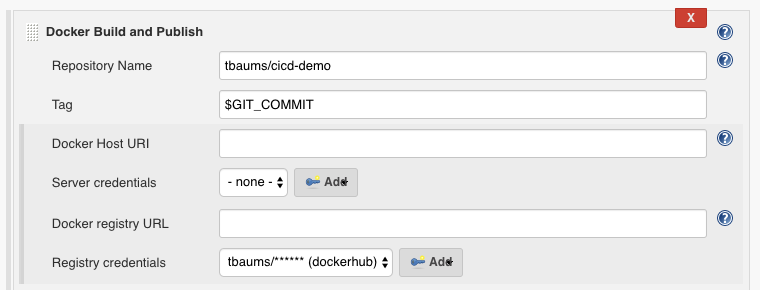 X
Docker Build and Publish
?
Repository Name tbaums/cicd-demo ?
Tag $GIT_COMMIT
Docker Host URI ?
Server credentials - none - Add
Docker registry URL ?
Registry credentials tbaums/****** (dockerhub) Add